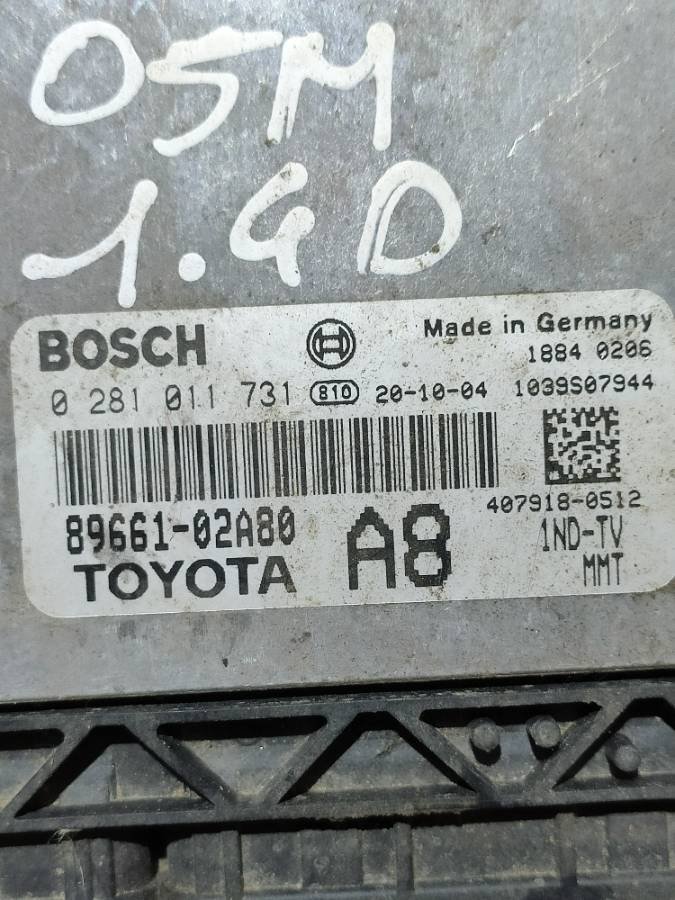 05M
1.4D
BOSCH
Made in Germany
1884 0206
0 281 011 731 810 20-10-04 1039S07944
407918-0512
89661-02A80 A8 1ND-TV
TOYOTA MMT